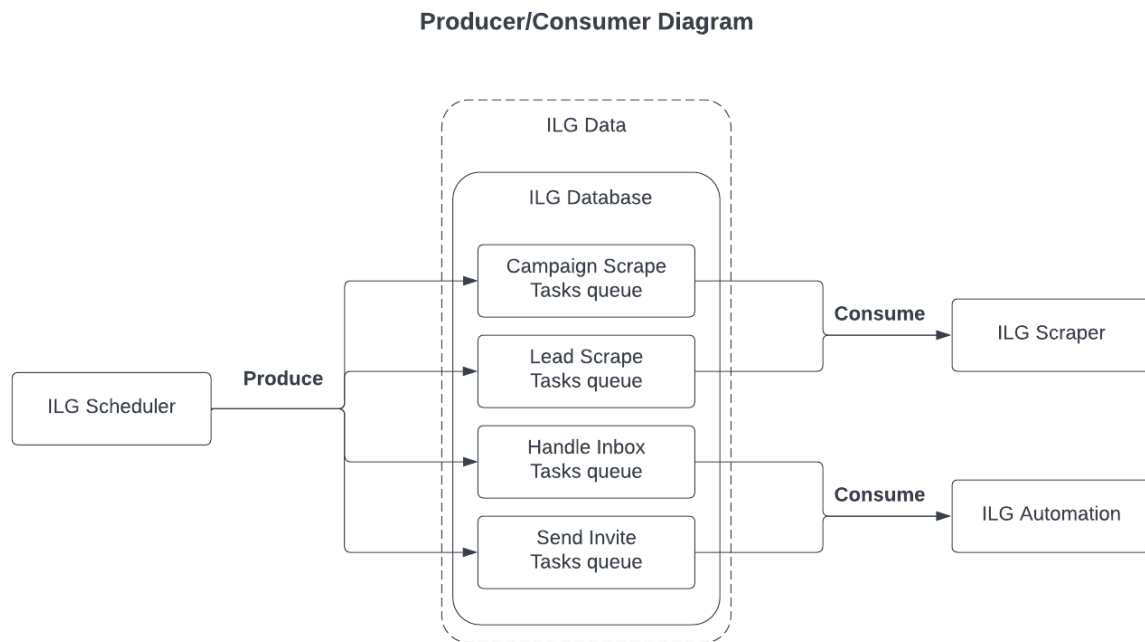 Producer/Consumer Diagram
ILG Data
ILG Database
Campaign Scrape
Tasks queue
Consume
ILG Scraper
Lead Scrape
Tasks queue
Produce
ILG Scheduler
Handle Inbox
Tasks queue
Consume
ILG Automation
Send Invite
Tasks queue